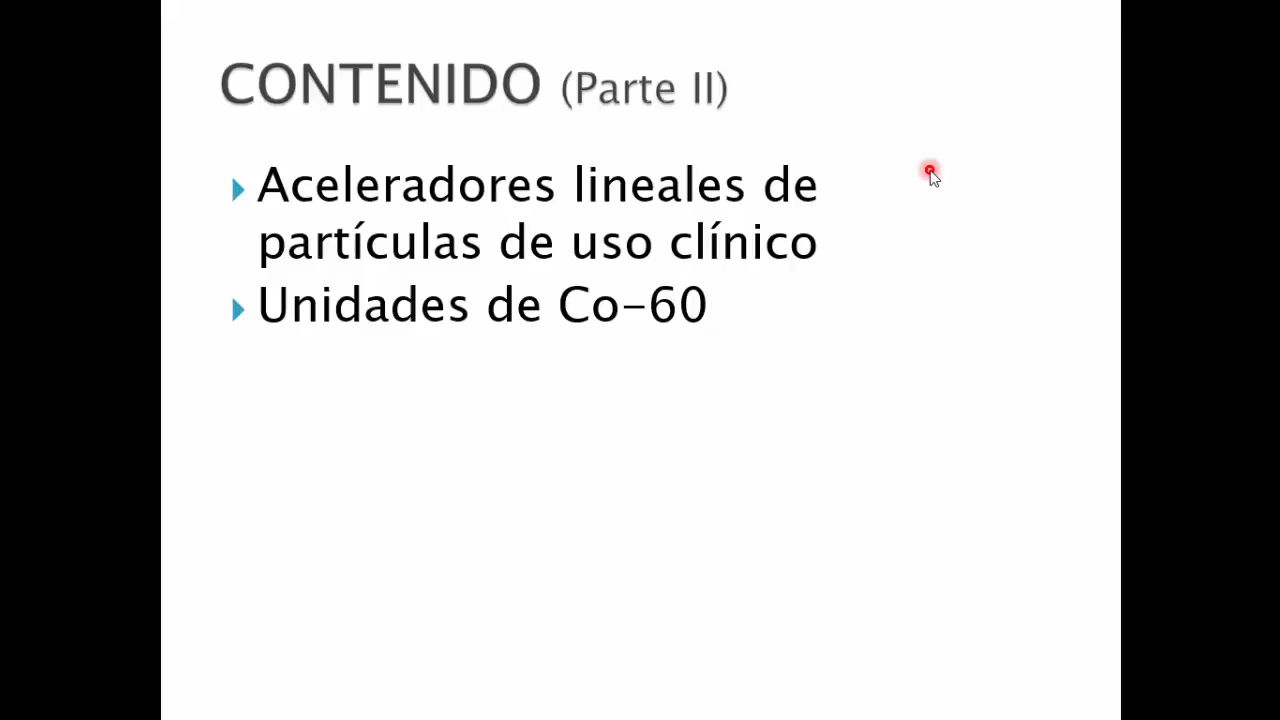 CONTENIDO (Parte II)
Aceleradores lineales de
partículas de uso clínico
Unidades de Co-60